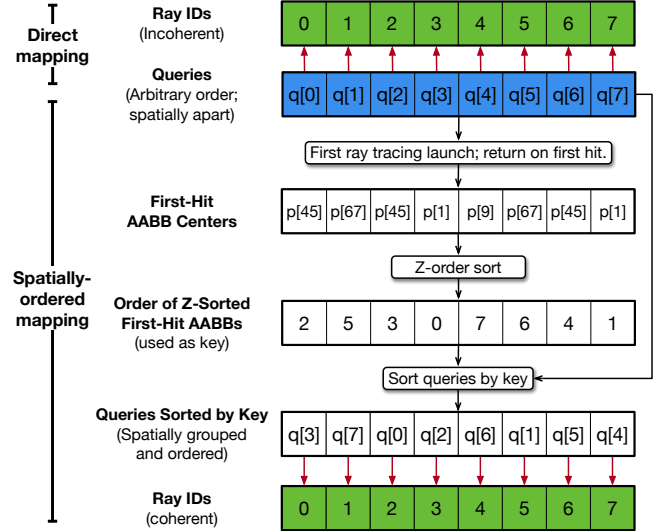 Direct
mapping
Ray IDs
(Incoherent)
0 1 2 3 4 5 6 7
Queries
(Arbitrary order;
spatially apart)
q[0] q[1] q[2] q[3] q[4] q[5] q[6] q[7]
First ray tracing launch; return on first hit.
Spatially-
ordered
mapping
First-Hit
AABB Centers
p[45] p[67] p[45] p[1] p[9] p[67] p[45] p[1]
Z-order sort
Order of Z-Sorted
First-Hit AABBs
(used as key)
2 5 3 0 7 6 4 1
Sort queries by key
Queries Sorted by Key
(Spatially grouped
and ordered)
q[3] q[7] q[0] q[2] q[6] q[1] q[5] q[4]
Ray IDs
(coherent)
0 1 2 3 4 5 6 7